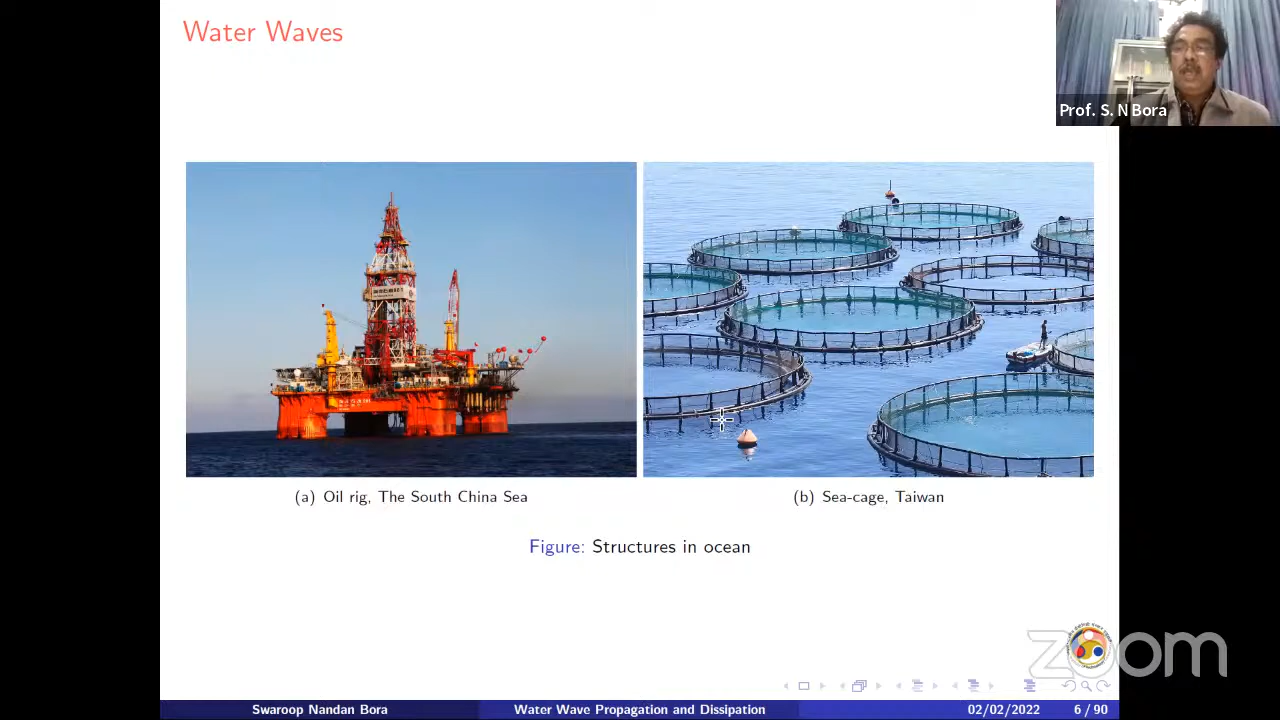 Water Waves
Prof. S. N Bora
(a) Oil rig, The South China Sea
(b) Sea-cage, Taiwan
Figure: Structures in ocean
zoom
Swaroop Nandan Bora
Water Wave Propagation and Dissipation
02/02/2022
6 / 90